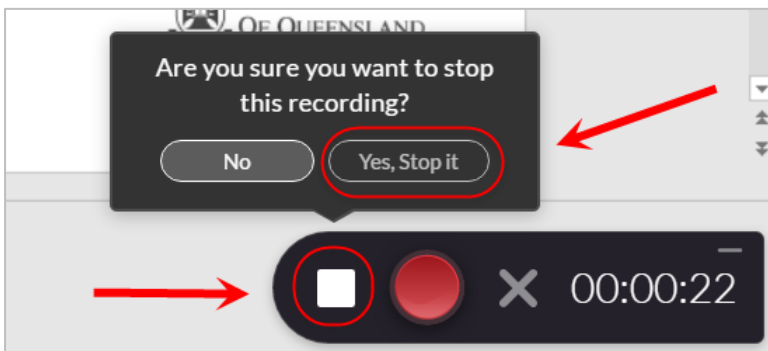 OF QUEENSLAND
Are you sure you want to stop
this recording?
No
Yes, Stop it
00:00:22